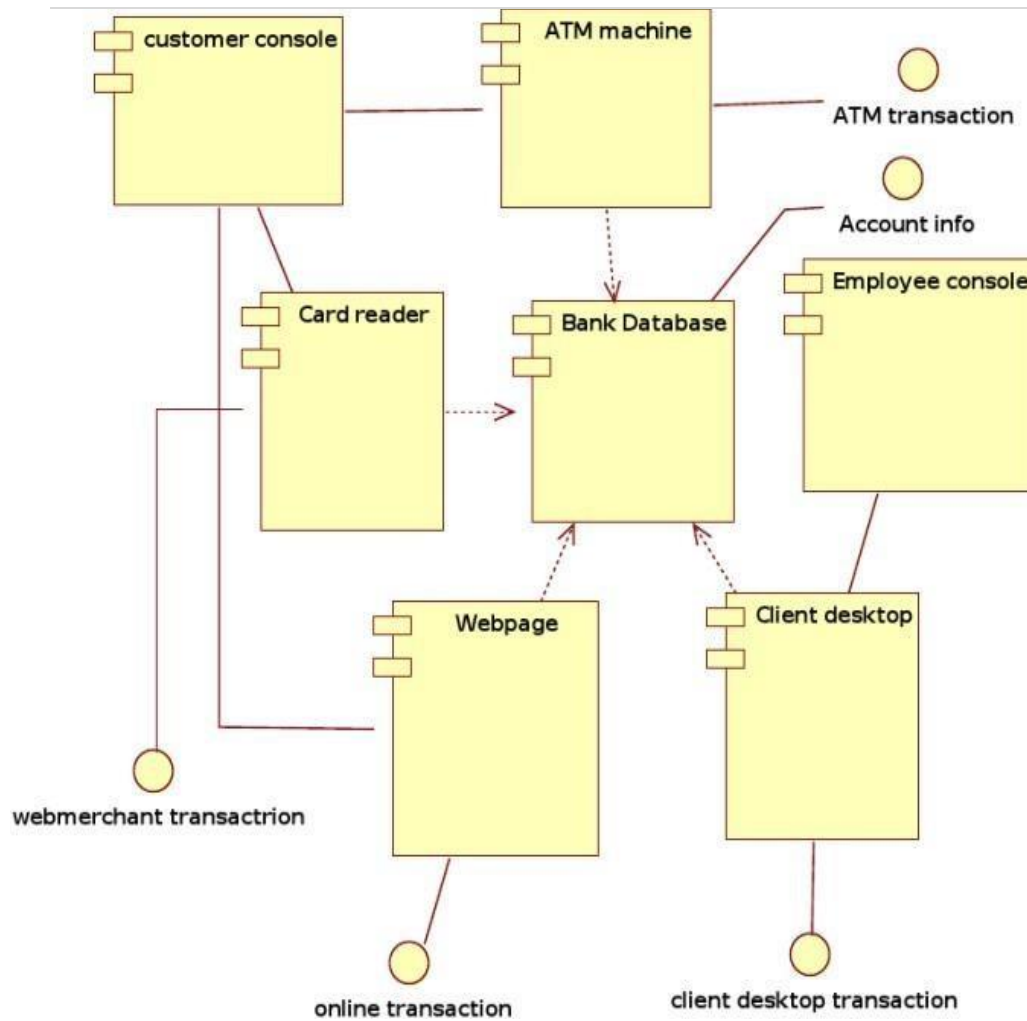 customer console
ATM machine
ATM transaction
Account info
Employee console
Card reader
Bank Database
Webpage
Client desktop
webmerchant transactrion
online transaction
client desktop transaction